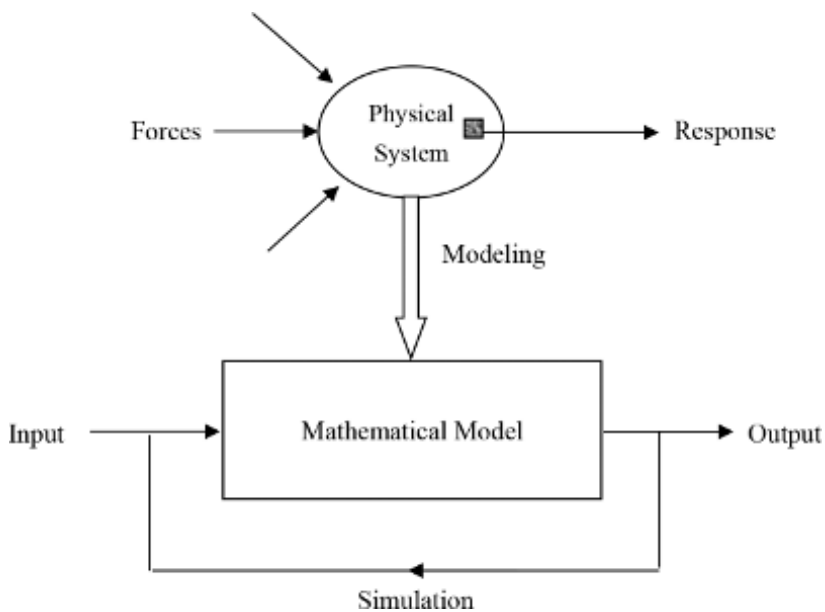 Physical
Forces
Response
System
Modeling
Input
Mathematical Model
Output
Simulation